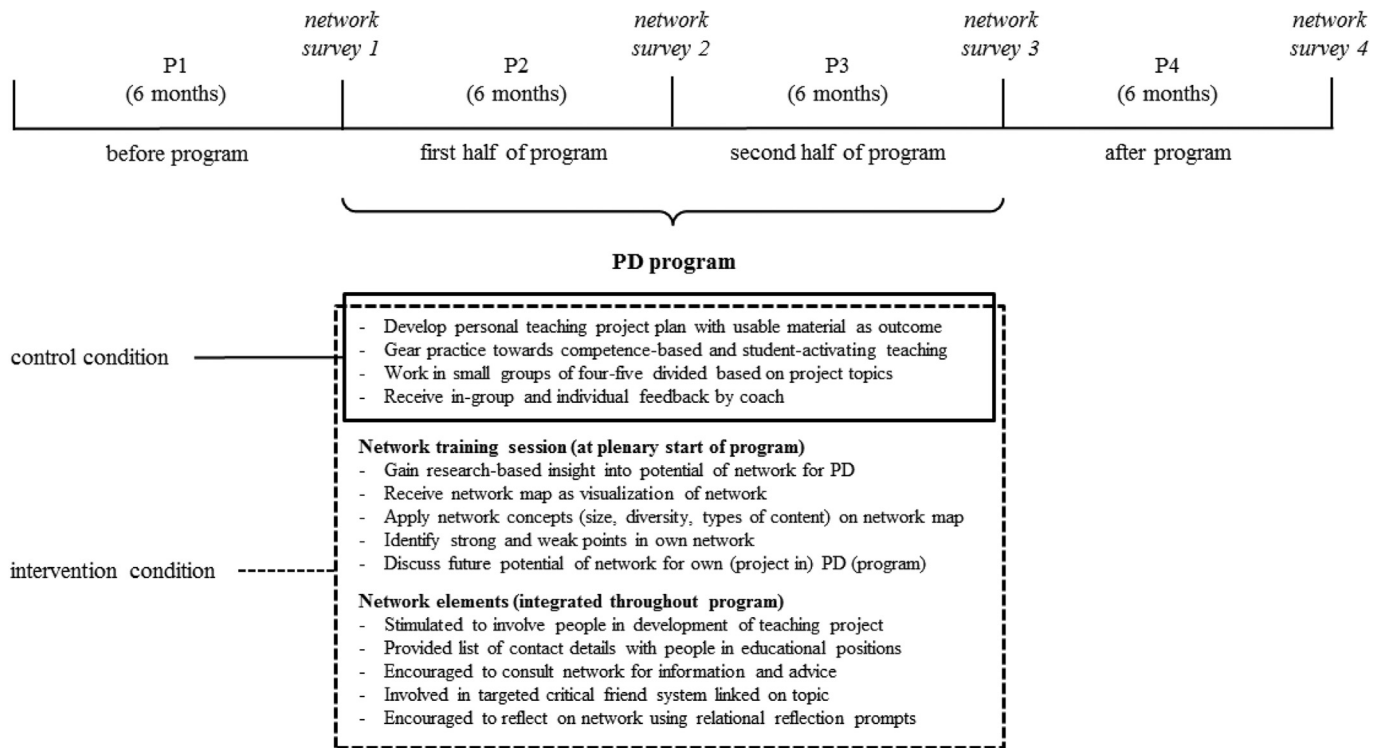 network survey 1
network survey 2
network survey 3
network survey 4
P1
(6 months)
P2
(6 months)
P3
(6 months)
P4
(6 months)
before program
first half of program
second half of program
after program
PD program
control condition
- Develop personal teaching project plan with usable material as outcome
- Gear practice towards competence-based and student-activating teaching
- Work in small groups of four-five divided based on project topics
- Receive in-group and individual feedback by coach
Network training session (at plenary start of program)
- Gain research-based insight into potential of network for PD
- Receive network map as visualization of network
- Apply network concepts (size, diversity, types of content) on network map
- Identify strong and weak points in own network
- Discuss future potential of network for own (project in) PD (program)
intervention condition
Network elements (integrated throughout program)
- Stimulated to involve people in development of teaching project
- Provided list of contact details with people in educational positions
- Encouraged to consult network for information and advice
- Involved in targeted critical friend system linked on topic
- Encouraged to reflect on network using relational reflection prompts